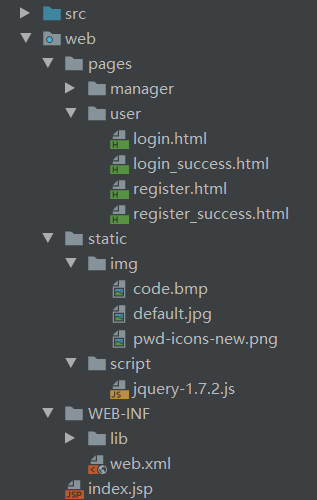 src
web
pages
manager
user
login.html
login_success.html
register.html
register_success.html
static
img
code.bmp
default.jpg
pwd-icons-new.png
script
jquery-1.7.2.js
WEB-INF
lib
web.xml
index.jsp